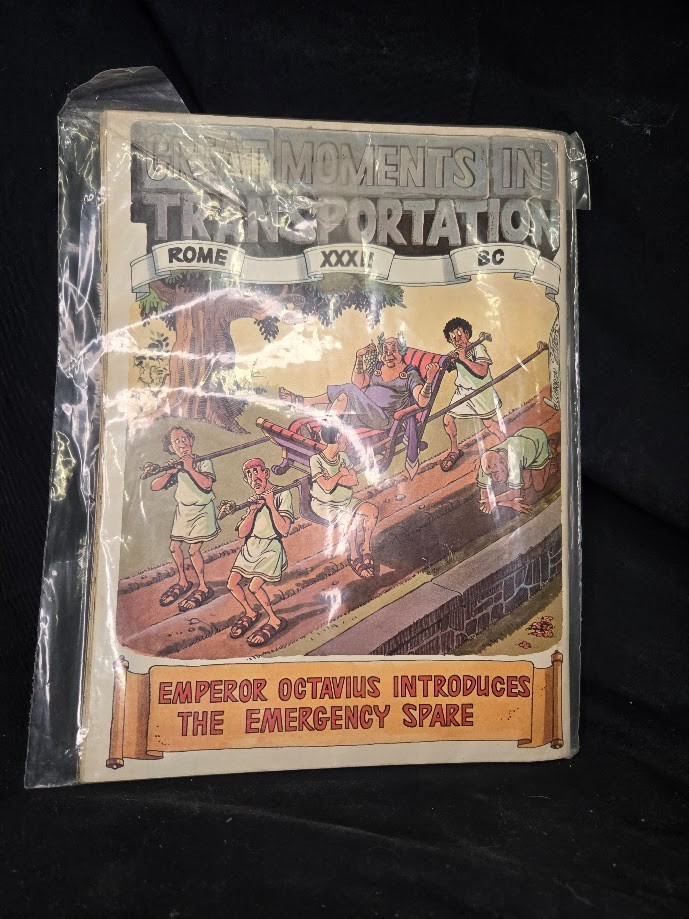 GREAT MOMENTS IN
TRANSPORTATION
ROME XXXII BC
EMPEROR OCTAVIUS INTRODUCES
THE EMERGENCY SPARE